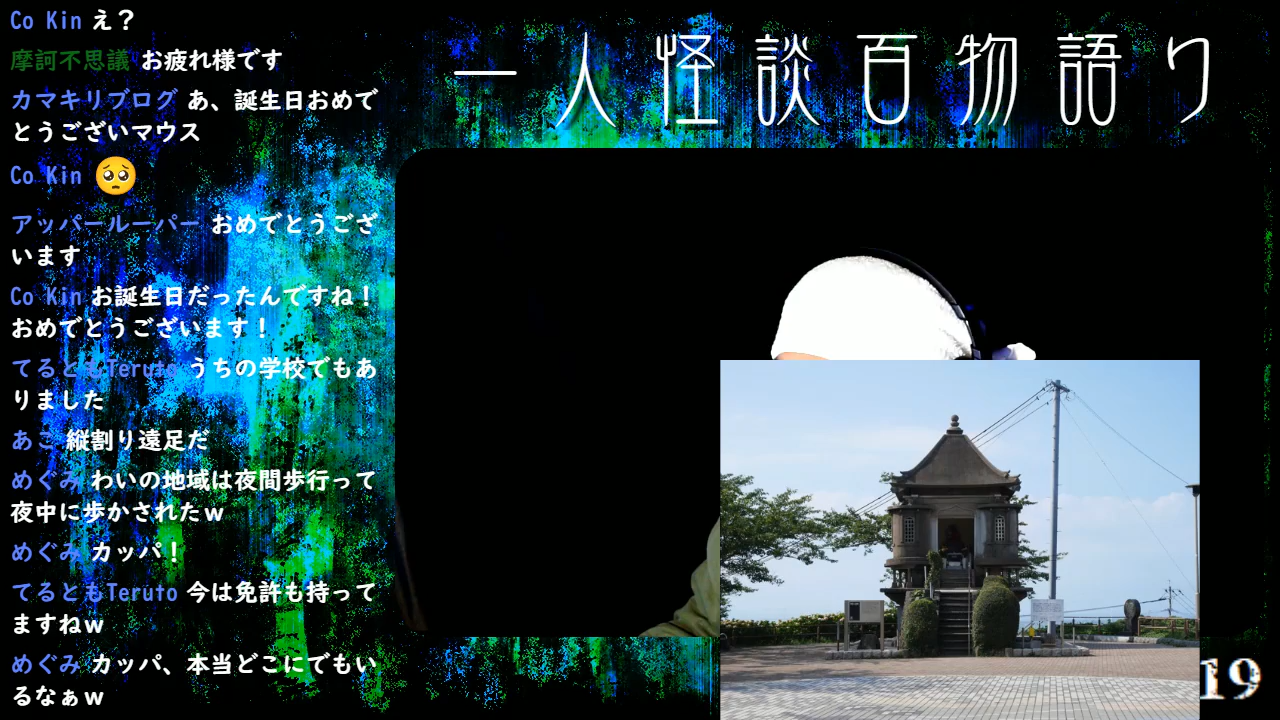 一人怪談百物語り
Co Kin え？
摩訶不思議 お疲れ様です
カマキリブログ あ、誕生日おめで
とうございマウス
Co Kin 🥺
アッパールーパー おめでとうござ
います
Co Kin お誕生日だったんですね！
おめでとうございます！
てるともTeruto うちの学校でもあ
りました
あこ 縦割り遠足だ
めぐみ わいの地域は夜間歩行って
夜中に歩かされたｗ
めぐみ カッパ！
てるともTeruto 今は免許も持って
ますねｗ
めぐみ カッパ、本当どこにでもい
るなぁｗ
19